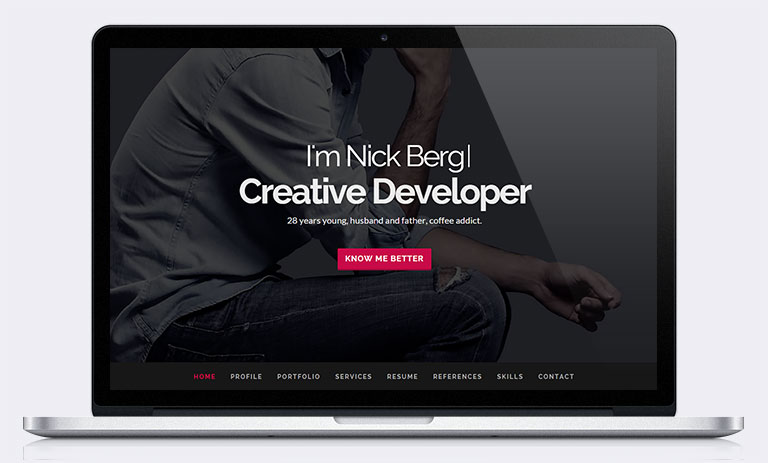 I'm Nick Berg|
Creative Developer
28 years young, husband and father, coffee addict.
KNOW ME BETTER
HOME PROFILE PORTFOLIO SERVICES RESUME REFERENCES SKILLS CONTACT